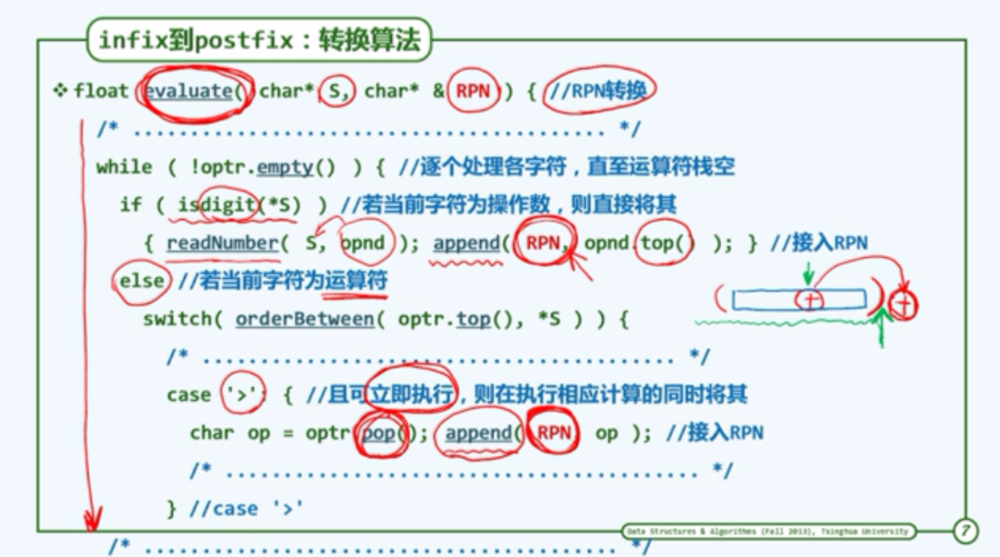 infix到postfix：转换算法
❖ float evaluate( char* S, char* & RPN ) { //RPN转换
/* ......................................... */
while ( !optr.empty() ) { //逐个处理各字符，直至运算符栈空
if ( isdigit(*S) ) //若当前字符为操作数，则直接将其
{ readNumber( S, opnd ); append( RPN, opnd.top() ); } //接入RPN
else //若当前字符为运算符
( + ) +
switch( orderBetween( optr.top(), *S ) ) {
/* ......................................... */
case '>': { //且可立即执行，则在执行相应计算的同时将其
char op = optr.pop(); append( RPN, op ); //接入RPN
/* ......................................... */
} //case '>'
Data Structures & Algorithms (Fall 2013), Tsinghua University 7
/* ......................................... */